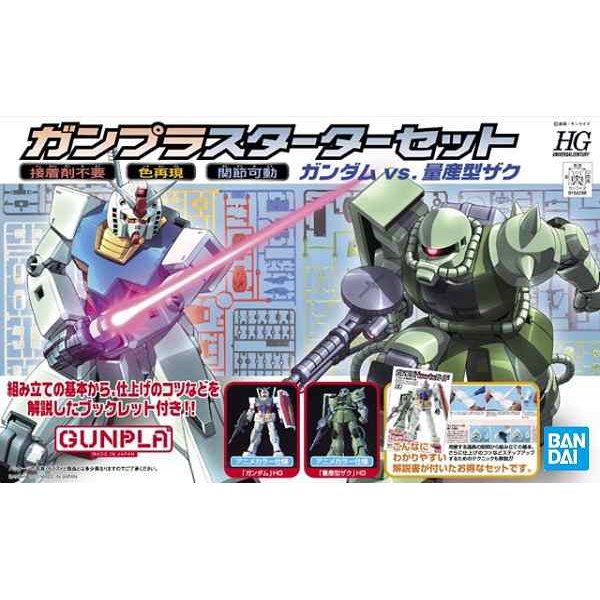 ガンプラスターターセット
接着剤不要
色再現
関節可動
ガンダム vs. 量産型ザク
HG
UNIVERSAL CENTURY
組み立ての基本から、仕上げのコツなどを
解説したブックレット付き!!
GUNPLA
MADE IN JAPAN
アニメカラー仕様
「ガンダム」HG
アニメカラー仕様
「量産型ザク」HG
こんなに
わかりやすい
解説書が付いたお得なセットです。
BAN
DAI